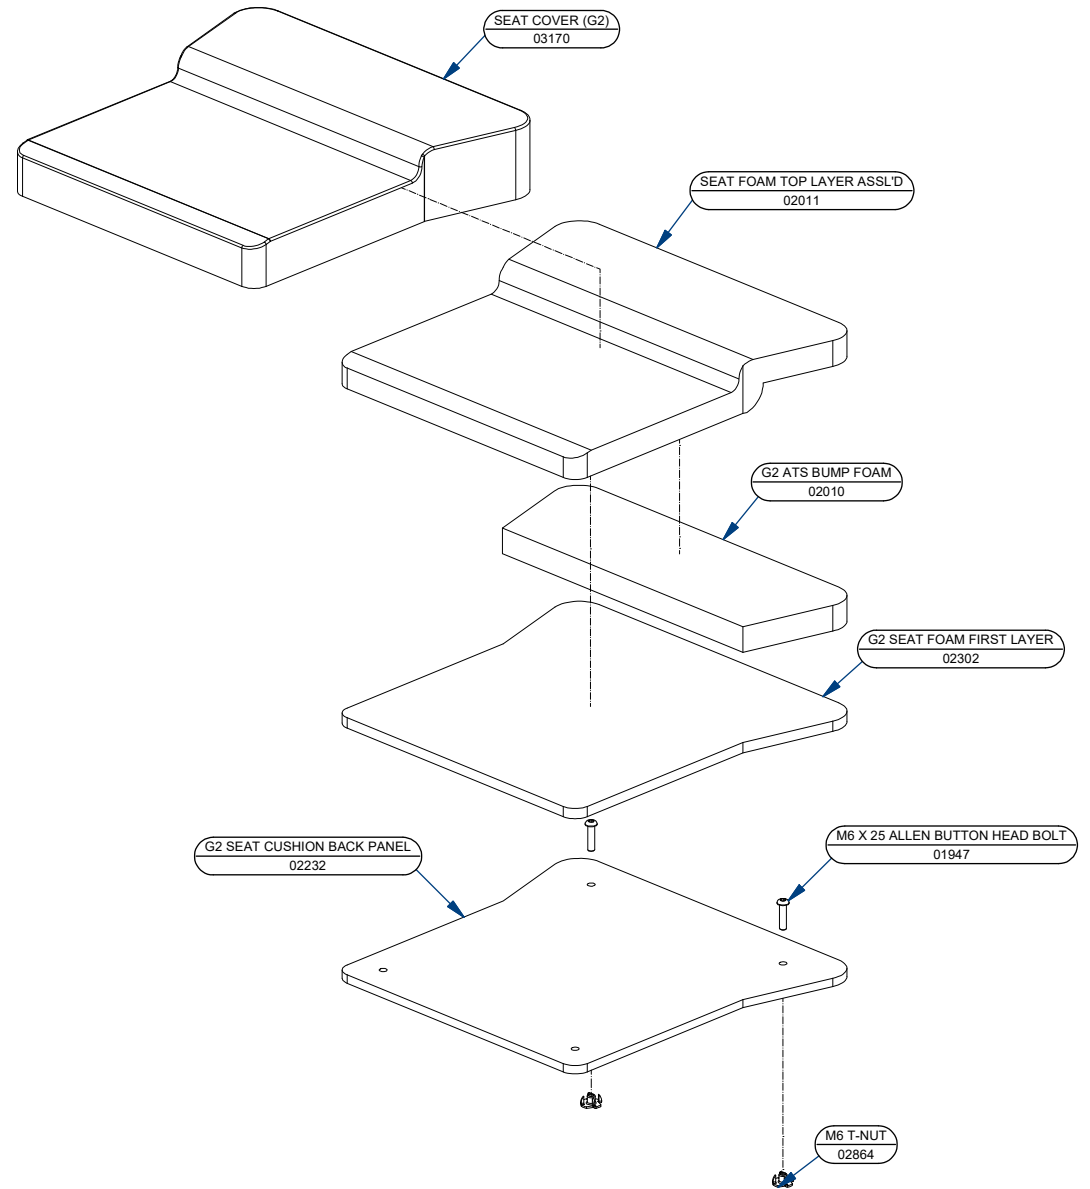 SEAT COVER (G2)
03170
SEAT FOAM TOP LAYER ASSL'D
02011
G2 ATS BUMP FOAM
02010
G2 SEAT FOAM FIRST LAYER
02302
G2 SEAT CUSHION BACK PANEL
02232
M6 X 25 ALLEN BUTTON HEAD BOLT
01947
M6 T-NUT
02864